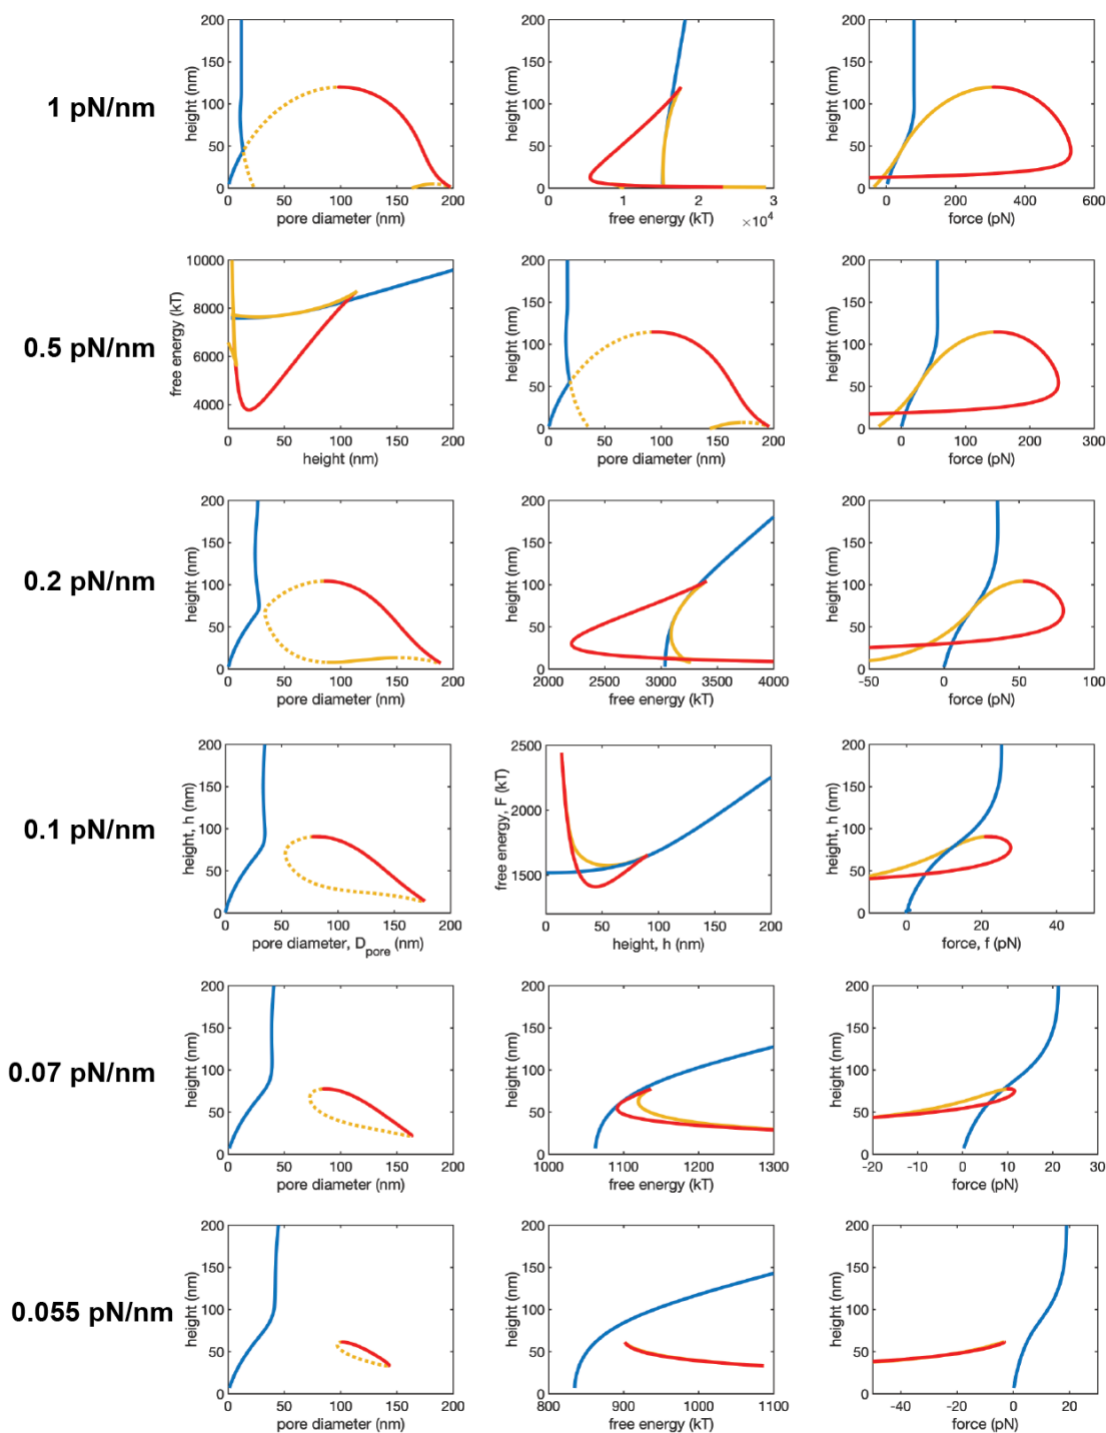 1 pN/nm
height (nm)
200
150
100
50
0
0 50 100 150 200
pore diameter (nm)
height (nm)
200
150
100
50
0
0 1 2 3
free energy (kT) ×10⁴
height (nm)
200
150
100
50
0
0 200 400 600
force (pN)
0.5 pN/nm
free energy (kT)
10000
8000
6000
4000
0 50 100 150 200
height (nm)
height (nm)
200
150
100
50
0
0 50 100 150 200
pore diameter (nm)
height (nm)
200
150
100
50
0
0 100 200 300
force (pN)
0.2 pN/nm
height (nm)
200
150
100
50
0
0 50 100 150 200
pore diameter (nm)
height (nm)
200
150
100
50
0
2000 2500 3000 3500 4000
free energy (kT)
height (nm)
200
150
100
50
0
-50 0 50 100
force (pN)
0.1 pN/nm
height, h (nm)
200
150
100
50
0
0 50 100 150 200
pore diameter, Dpore (nm)
free energy, F (kT)
2500
2000
1500
0 50 100 150 200
height, h (nm)
height, h (nm)
200
150
100
50
0
0 20 40
force, f (pN)
0.07 pN/nm
height (nm)
200
150
100
50
0
0 50 100 150 200
pore diameter (nm)
height (nm)
200
150
100
50
0
1000 1100 1200 1300
free energy (kT)
height (nm)
200
150
100
50
0
-20 -10 0 10 20 30
force (pN)
0.055 pN/nm
height (nm)
200
150
100
50
0
0 50 100 150 200
pore diameter (nm)
height (nm)
200
150
100
50
0
800 900 1000 1100
free energy (kT)
height (nm)
200
150
100
50
0
-40 -20 0 20
force (pN)